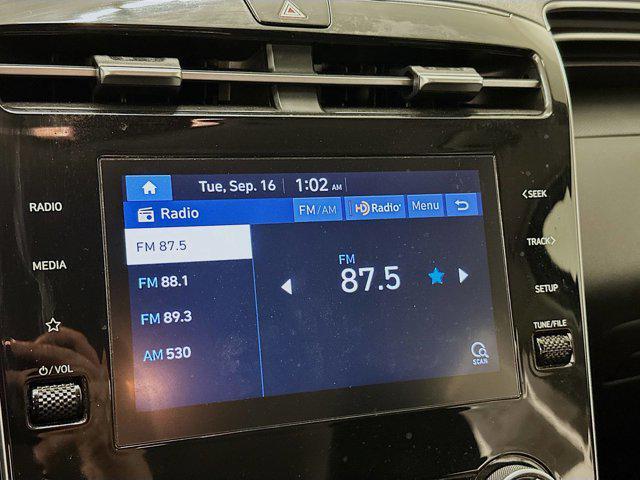 Tue, Sep. 16 1:02 AM
Radio FM/AM HD Radio Menu
FM 87.5
FM 88.1
FM 89.3
AM 530
FM
87.5
SCAN
RADIO
MEDIA
/VOL
< SEEK
TRACK >
SETUP
TUNE/FILE